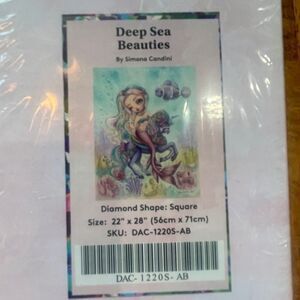 Deep Sea
Beauties
By Simona Candini
Diamond Shape: Square
Size: 22" x 28" (56cm x 71cm)
SKU: DAC-1220S-AB
DAC- 1220S- AB